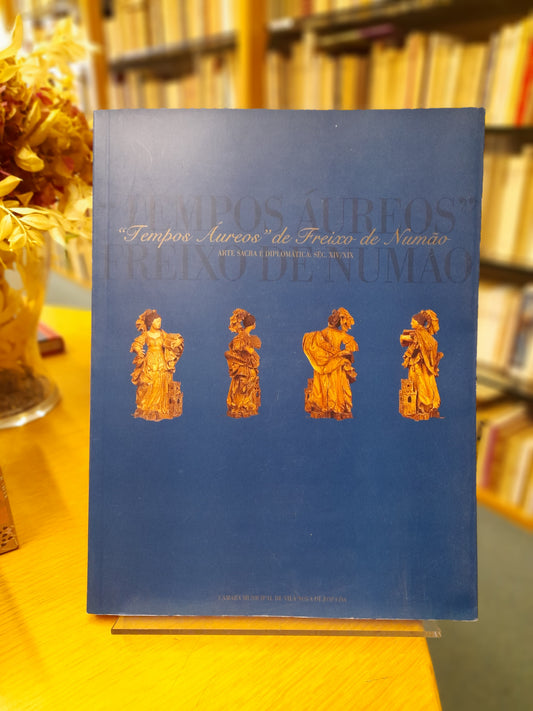 "TEMPOS ÁUREOS"
"Tempos Áureos" de Freixo de Numão
ARTE SACRA E DIPLOMÁTICA: SÉC. XIV/XIX
FREIXO DE NUMÃO
CÂMARA MUNICIPAL DE VILA NOVA DE FOZ CÔA